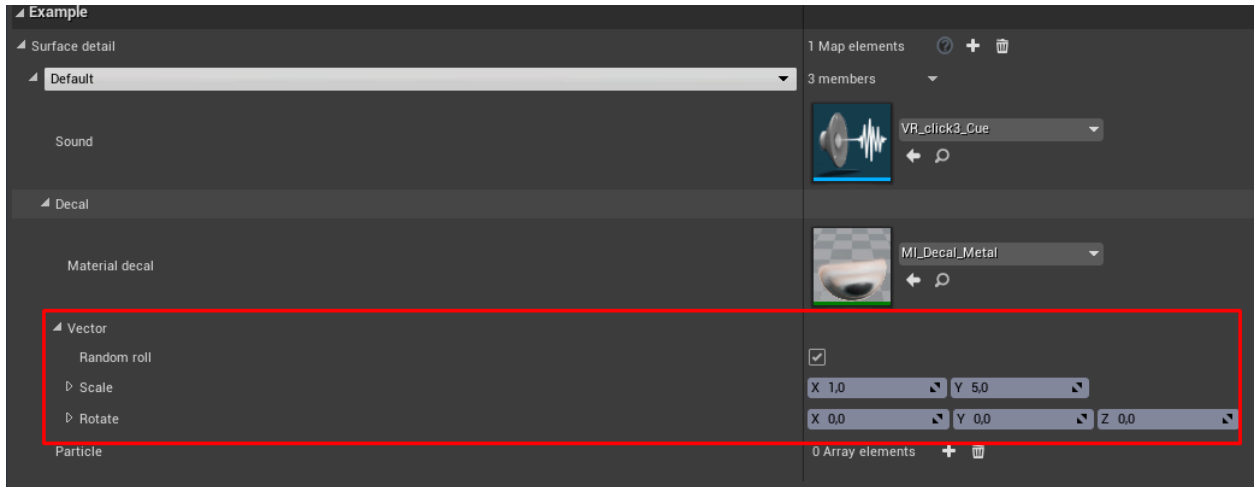 Example
Surface detail 1 Map elements
Default 3 members
VR_click3_Cue
Sound
Decal
MI_Decal_Metal
Material decal
Vector
Random roll
Scale X 1,0 Y 5,0
Rotate X 0,0 Y 0,0 Z 0,0
Particle 0 Array elements